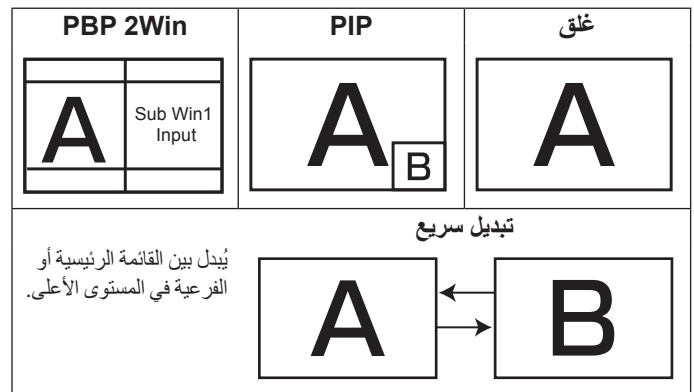 PBP 2Win
PIP
غلق
A
Sub Win1
Input
A
B
A
تبديل سريع
يُبدل بين القائمة الرئيسية أو
الفرعية في المستوى الأعلى.
A
B